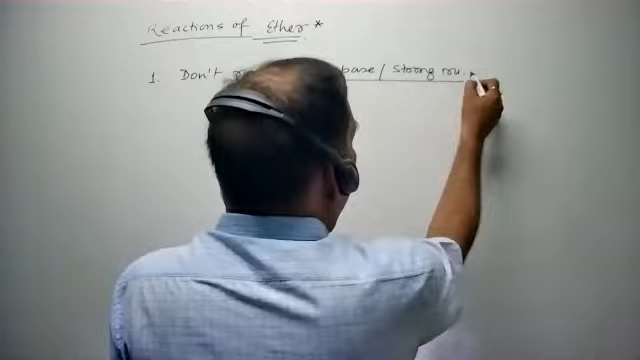 Reactions of Ether *
1. Don't base / strong nu.